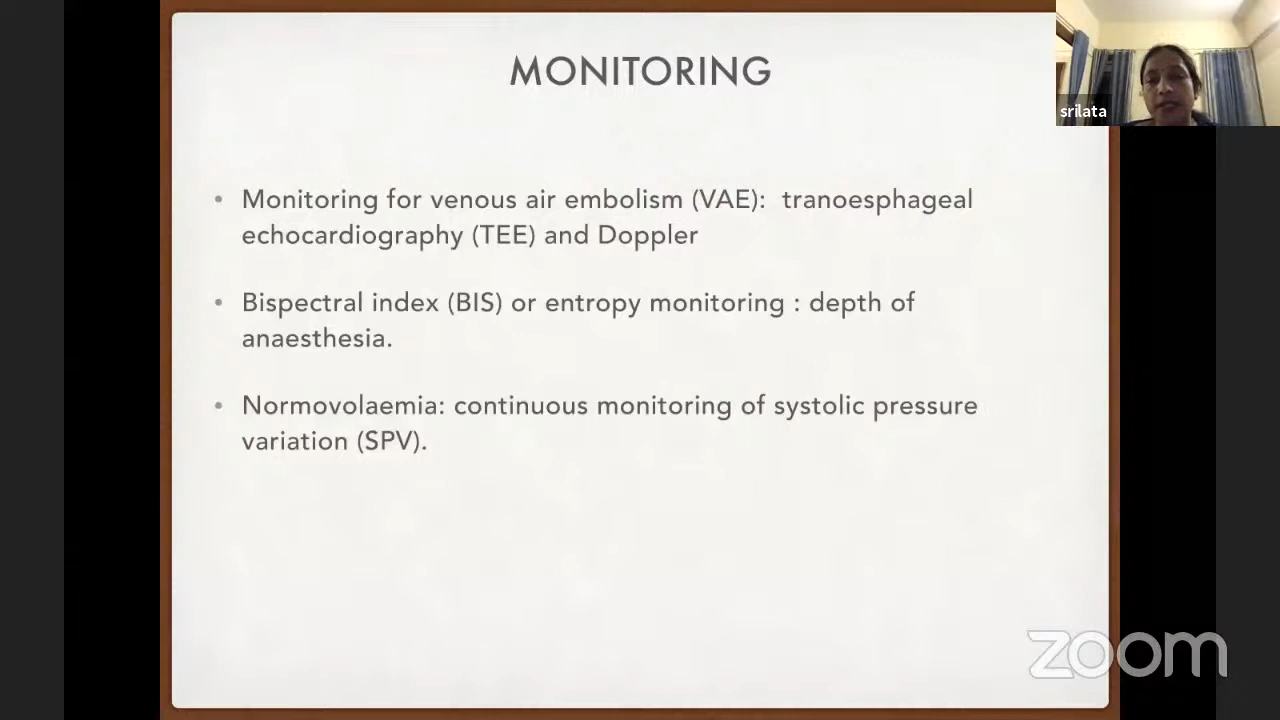 MONITORING
srilata
• Monitoring for venous air embolism (VAE): tranoesphageal
echocardiography (TEE) and Doppler
• Bispectral index (BIS) or entropy monitoring : depth of
anaesthesia.
• Normovolaemia: continuous monitoring of systolic pressure
variation (SPV).
zoom